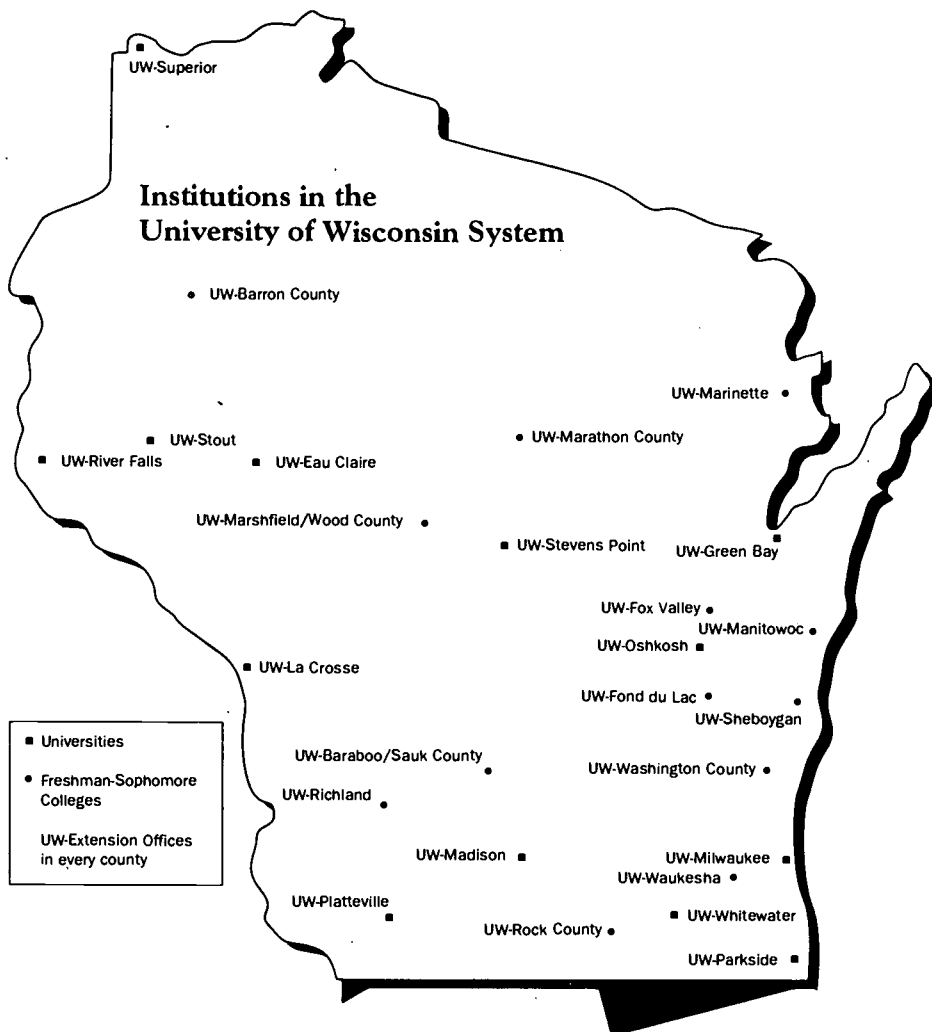 UW-Superior
Institutions in the
University of Wisconsin System
UW-Barron County
UW-Marinette
UW-Stout
UW-Marathon County
UW-River Falls
UW-Eau Claire
UW-Marshfield/Wood County
UW-Stevens Point
UW-Green Bay
UW-Fox Valley
UW-Manitowoc
UW-Oshkosh
UW-La Crosse
UW-Fond du Lac
UW-Sheboygan
Universities
Freshman-Sophomore
Colleges
UW-Extension Offices
in every county
UW-Baraboo/Sauk County
UW-Washington County
UW-Richland
UW-Madison
UW-Milwaukee
UW-Waukesha
UW-Platteville
UW-Whitewater
UW-Rock County
UW-Parkside